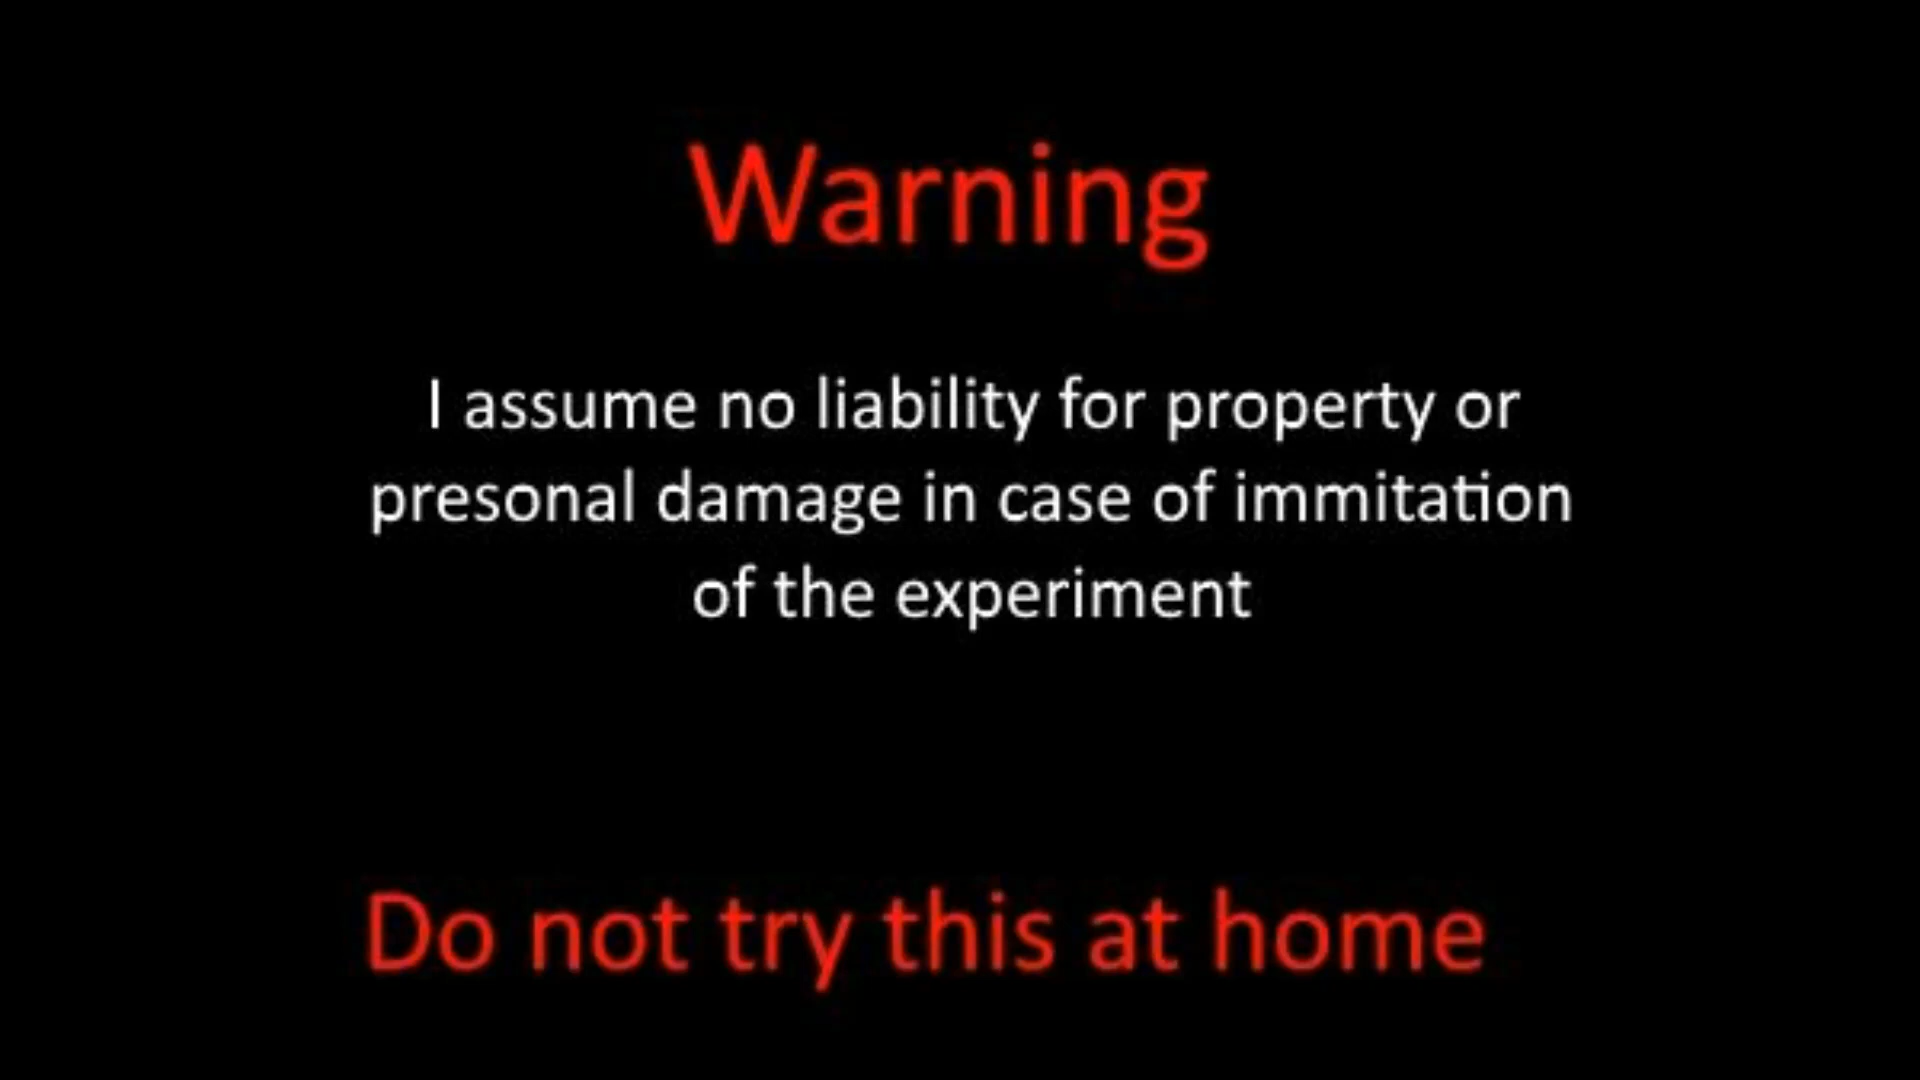 Warning
I assume no liability for property or
presonal damage in case of immitation
of the experiment
Do not try this at home